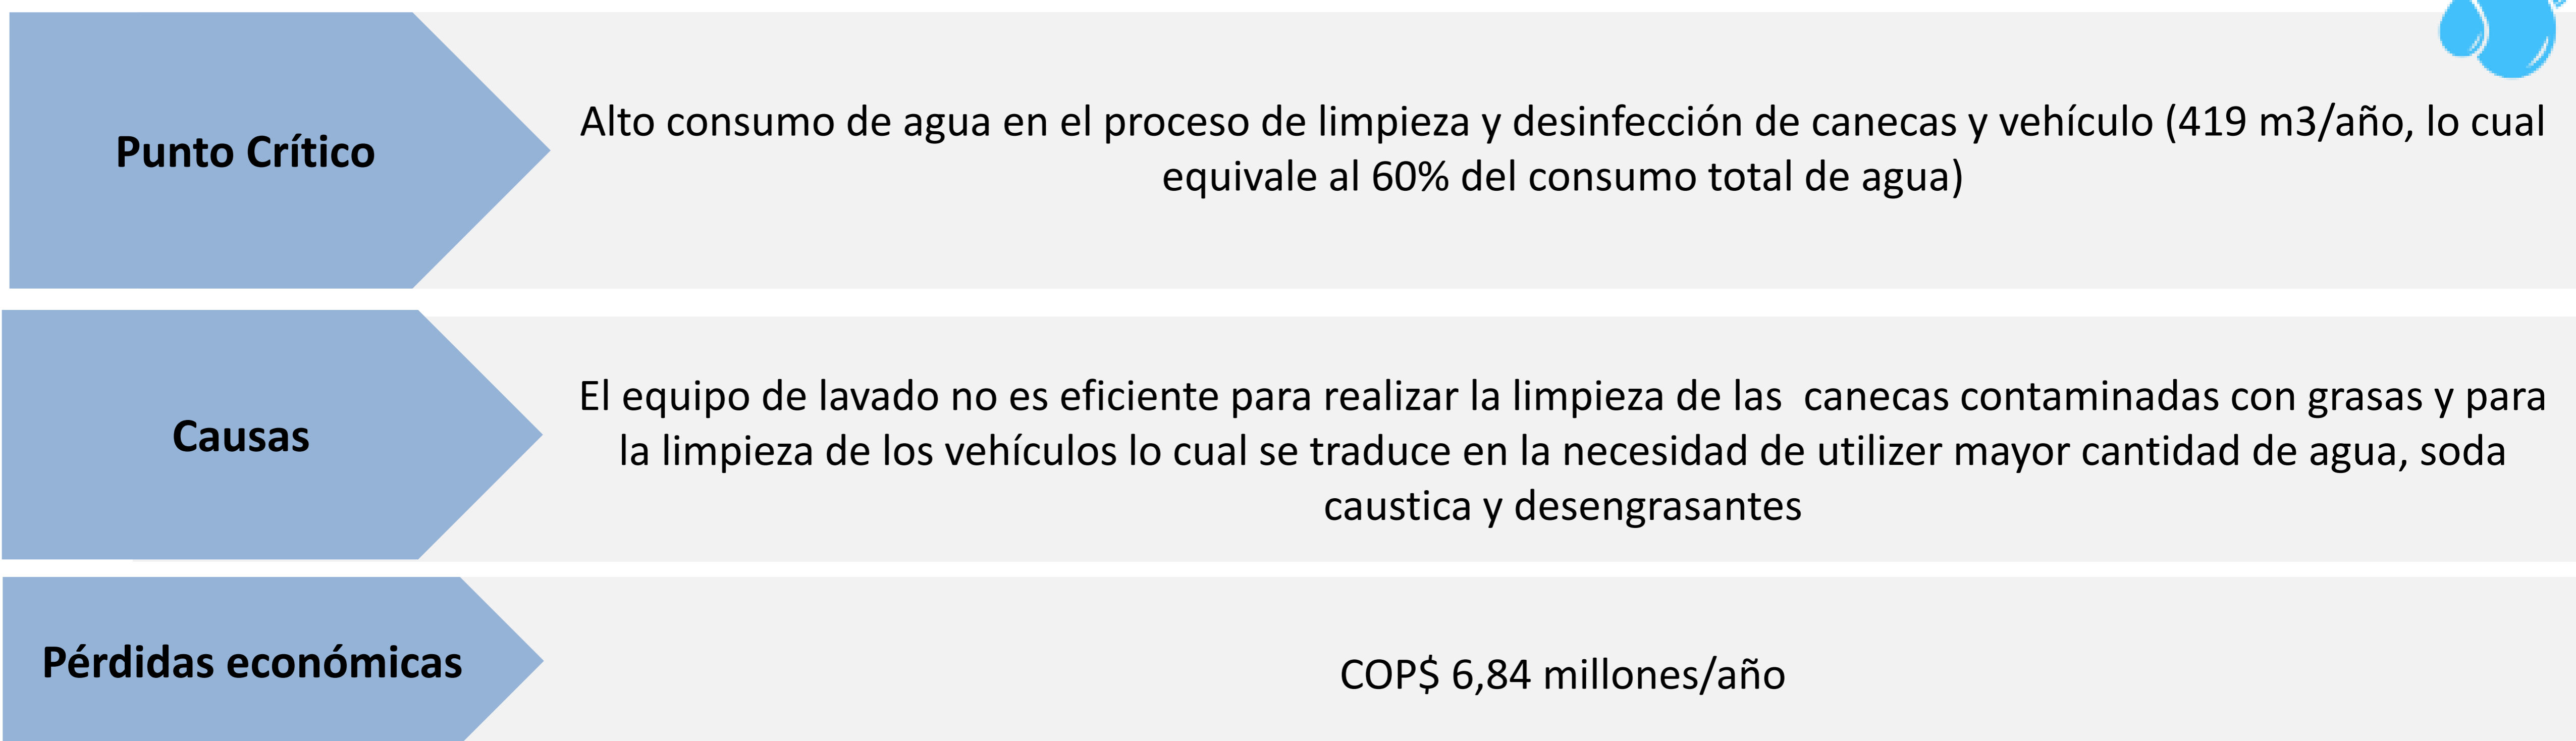 Punto Crítico
Alto consumo de agua en el proceso de limpieza y desinfección de canecas y vehículo (419 m3/año, lo cual
equivale al 60% del consumo total de agua)
Causas
El equipo de lavado no es eficiente para realizar la limpieza de las  canecas contaminadas con grasas y para
la limpieza de los vehículos lo cual se traduce en la necesidad de utilizer mayor cantidad de agua, soda
caustica y desengrasantes
Pérdidas económicas
COP$ 6,84 millones/año